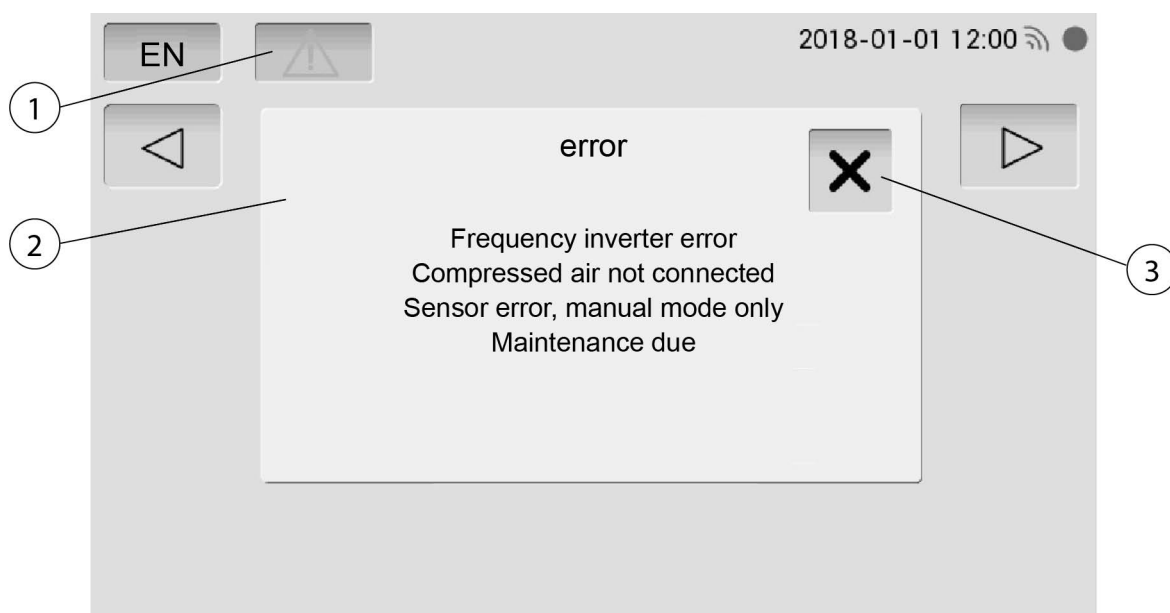 EN
2018-01-01 12:00
1
error
2
Frequency inverter error
Compressed air not connected
3
Sensor error, manual mode only
Maintenance due